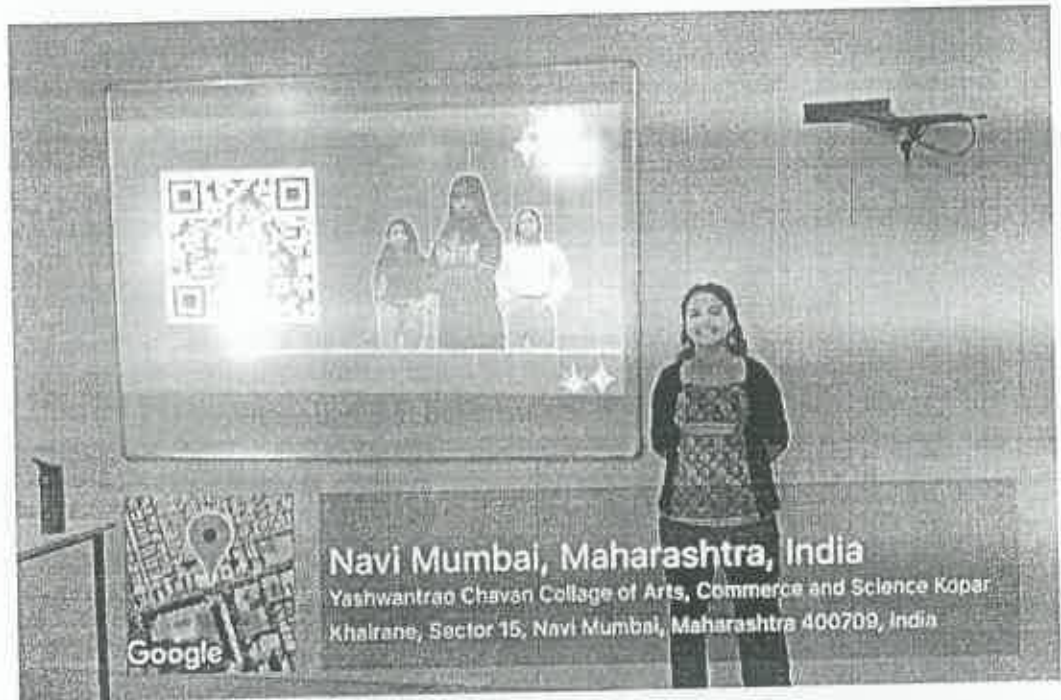 Navi Mumbai, Maharashtra, India
Yashwantrao Chavan Collage of Arts, Commerce and Science Kopar
Khairane, Sector 15, Navi Mumbai, Maharashtra 400709, India
Google